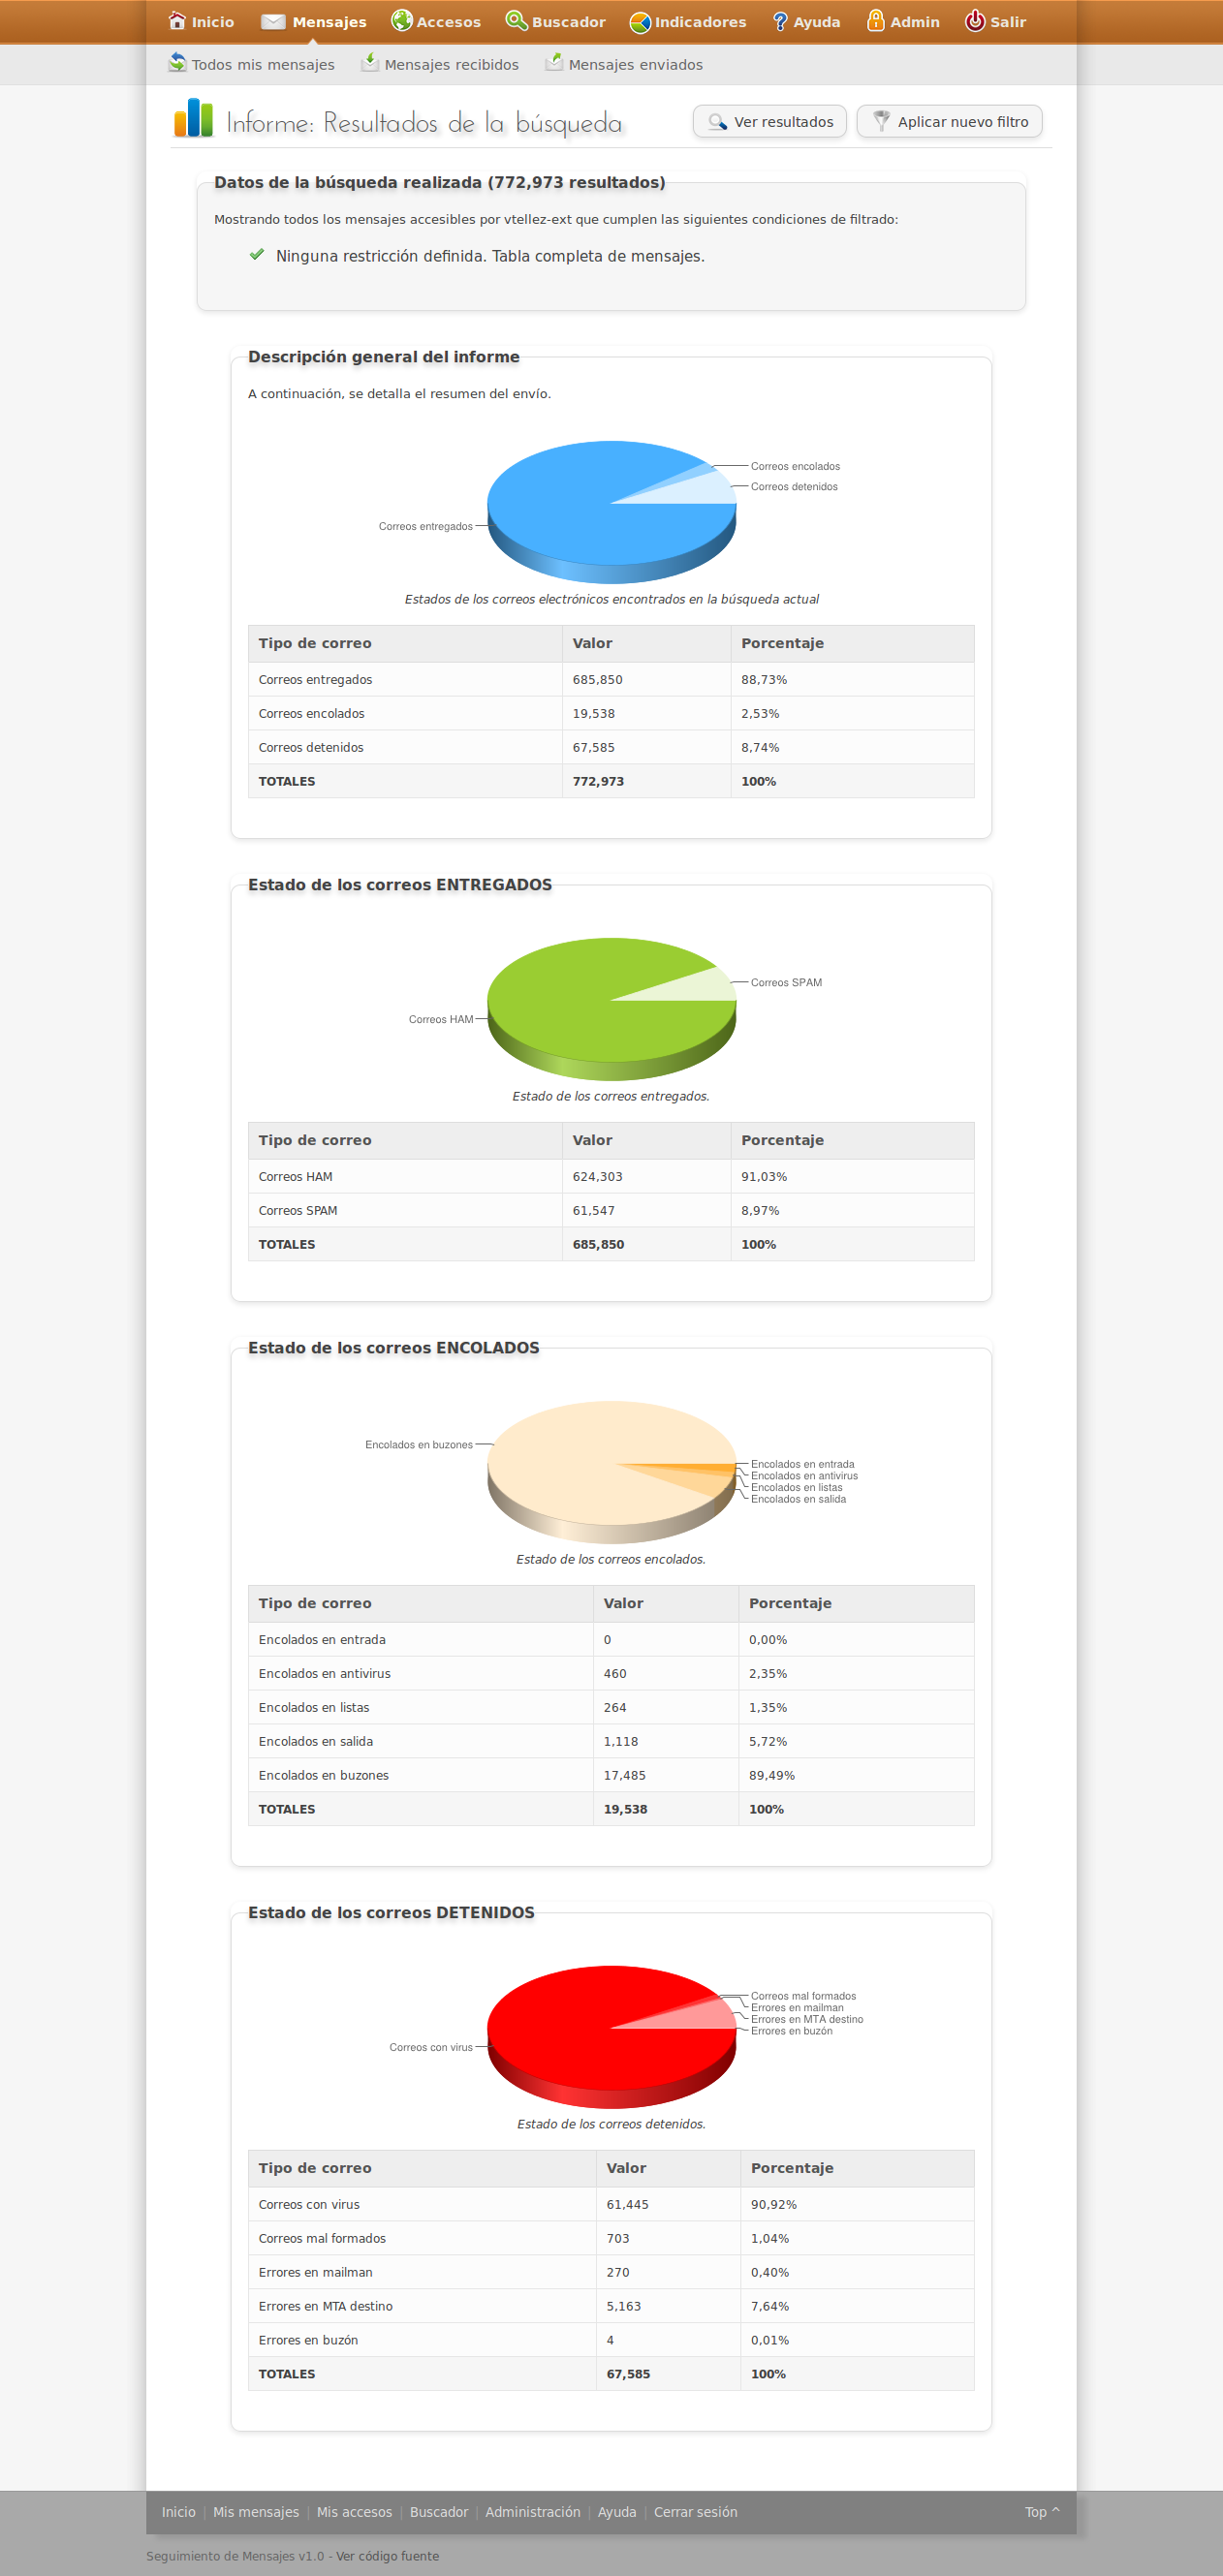 Inicio Mensajes Accesos Buscador Indicadores Ayuda Admin Salir
Todos mis mensajes Mensajes recibidos Mensajes enviados
Informe: Resultados de la búsqueda Ver resultados Aplicar nuevo filtro
Datos de la búsqueda realizada (772,973 resultados)
Mostrando todos los mensajes accesibles por vtellez-ext que cumplen las siguientes condiciones de filtrado:
Ninguna restricción definida. Tabla completa de mensajes.
Descripción general del informe
A continuación, se detalla el resumen del envío.
Correos encolados
Correos detenidos
Correos entregados
Estados de los correos electrónicos encontrados en la búsqueda actual
Tipo de correo Valor Porcentaje
Correos entregados 685,850 88,73%
Correos encolados 19,538 2,53%
Correos detenidos 67,585 8,74%
TOTALES 772,973 100%
Estado de los correos ENTREGADOS
Correos SPAM
Correos HAM
Estado de los correos entregados.
Tipo de correo Valor Porcentaje
Correos HAM 624,303 91,03%
Correos SPAM 61,547 8,97%
TOTALES 685,850 100%
Estado de los correos ENCOLADOS
Encolados en buzones
Encolados en entrada
Encolados en antivirus
Encolados en listas
Encolados en salida
Estado de los correos encolados.
Tipo de correo Valor Porcentaje
Encolados en entrada 0 0,00%
Encolados en antivirus 460 2,35%
Encolados en listas 264 1,35%
Encolados en salida 1,118 5,72%
Encolados en buzones 17,485 89,49%
TOTALES 19,538 100%
Estado de los correos DETENIDOS
Correos mal formados
Errores en mailman
Errores en MTA destino
Errores en buzón
Correos con virus
Estado de los correos detenidos.
Tipo de correo Valor Porcentaje
Correos con virus 61,445 90,92%
Correos mal formados 703 1,04%
Errores en mailman 270 0,40%
Errores en MTA destino 5,163 7,64%
Errores en buzón 4 0,01%
TOTALES 67,585 100%
Inicio | Mis mensajes | Mis accesos | Buscador | Administración | Ayuda | Cerrar sesión Top ^
Seguimiento de Mensajes v1.0 - Ver código fuente